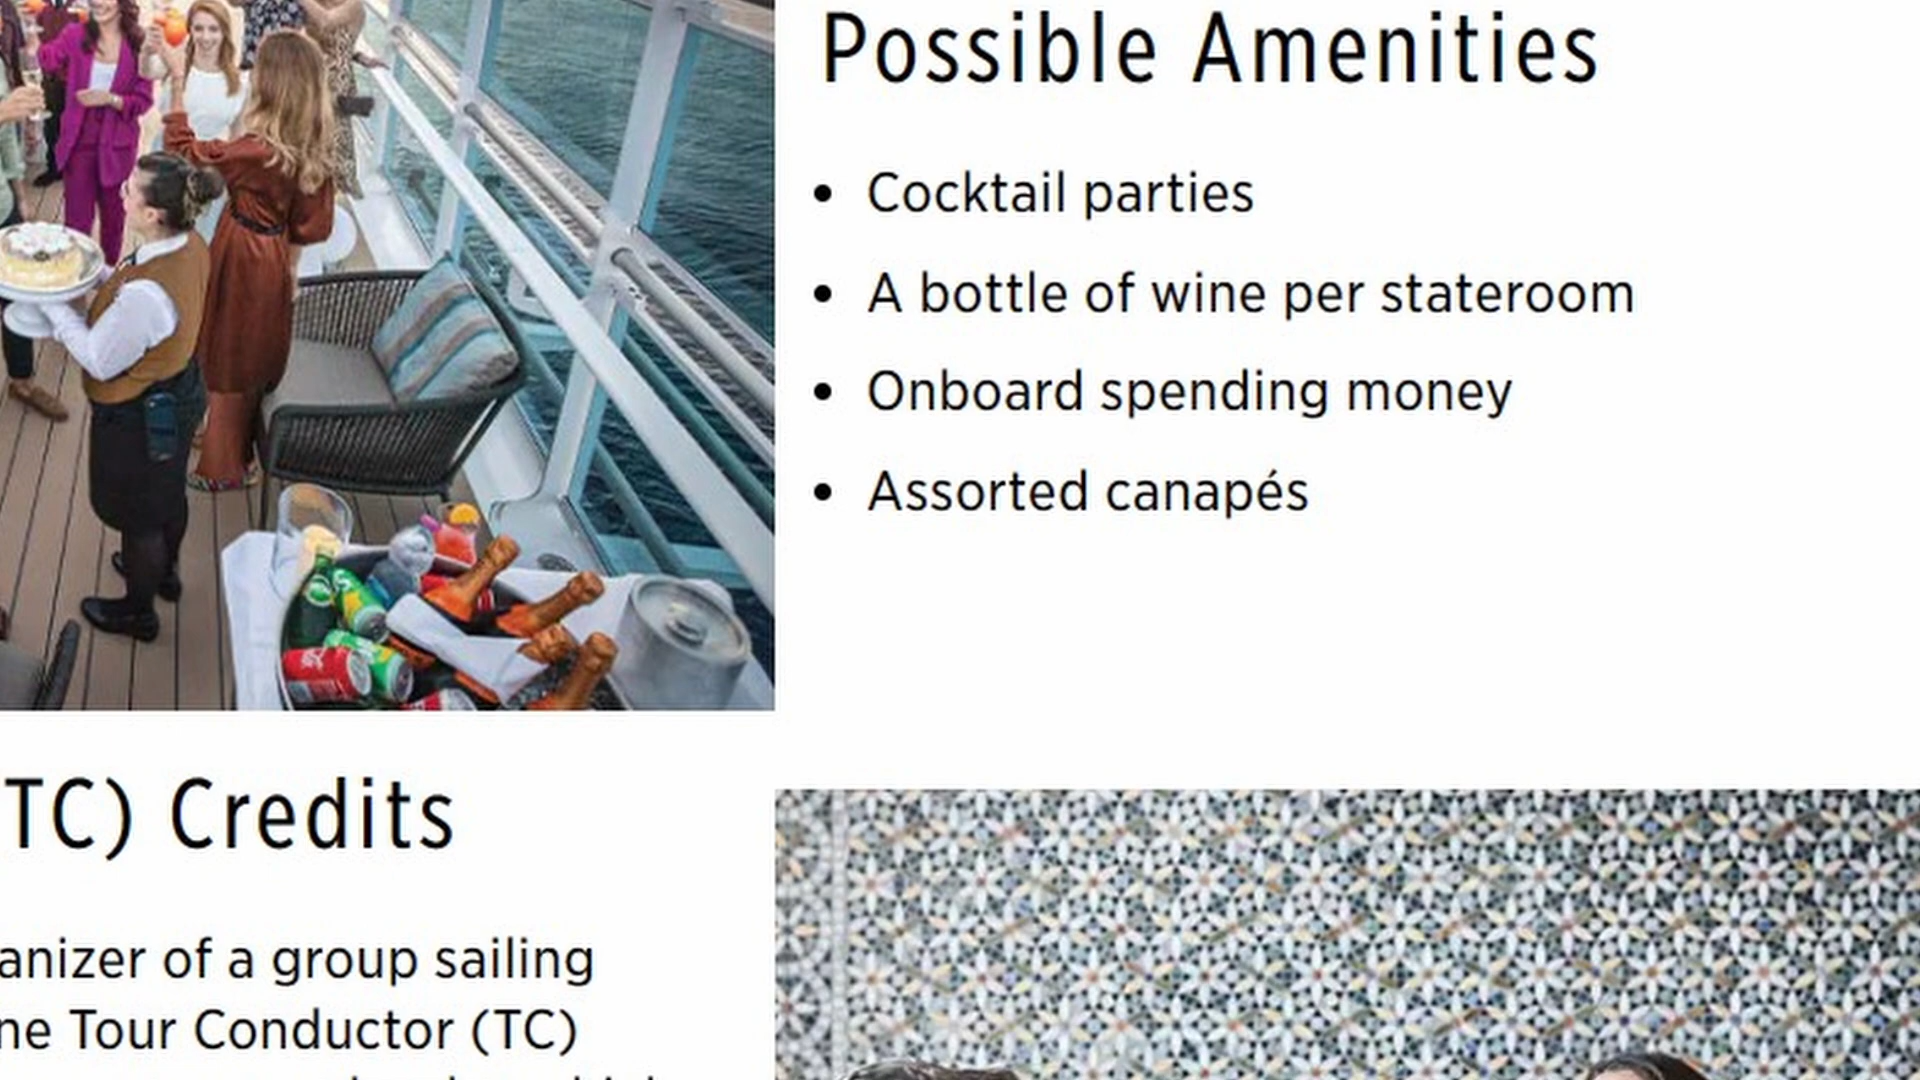 Possible Amenities
• Cocktail parties
• A bottle of wine per stateroom
• Onboard spending money
• Assorted canapés
TC) Credits
anizer of a group sailing
ne Tour Conductor (TC)